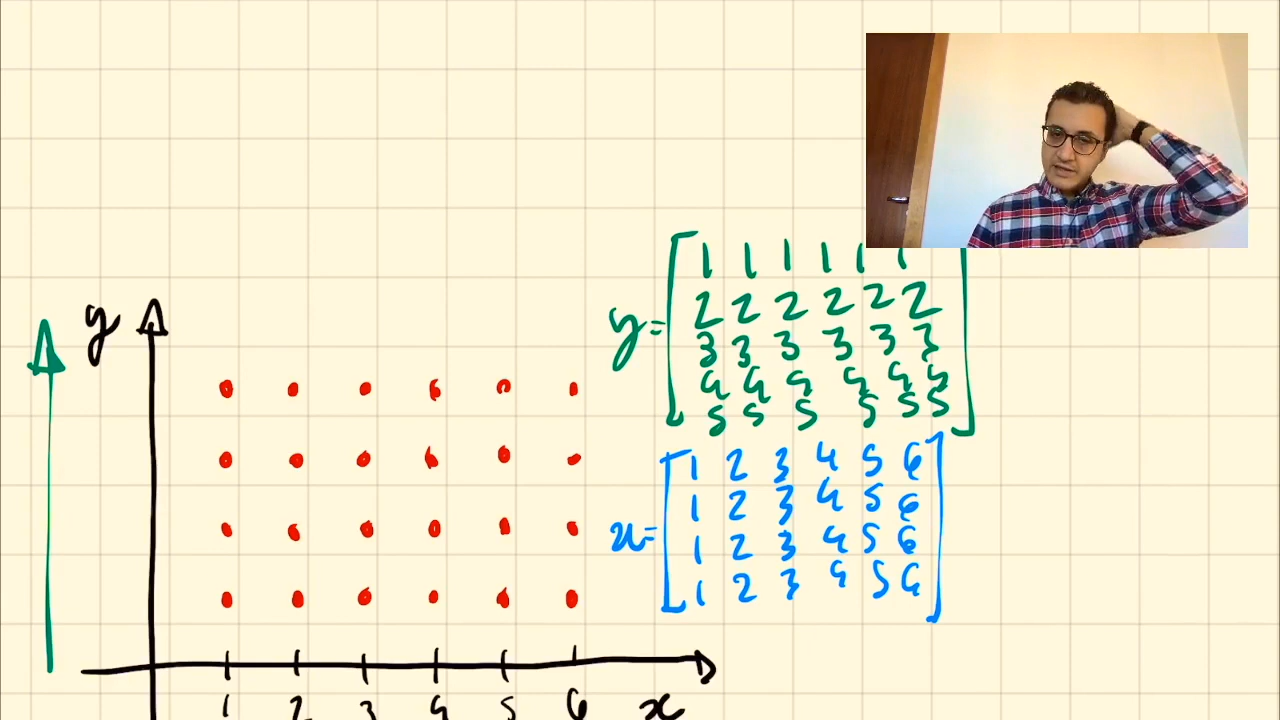 1 1 1 1 1 1
2 2 2 2 2 2
y=
3 3 3 3 3 3
4 4 4 4 4 4
5 5 5 5 5 5
y
1 2 3 4 5 6
1 2 3 4 5 6
x=
1 2 3 4 5 6
1 2 3 4 5 6
1 2 3 4 5 6 x